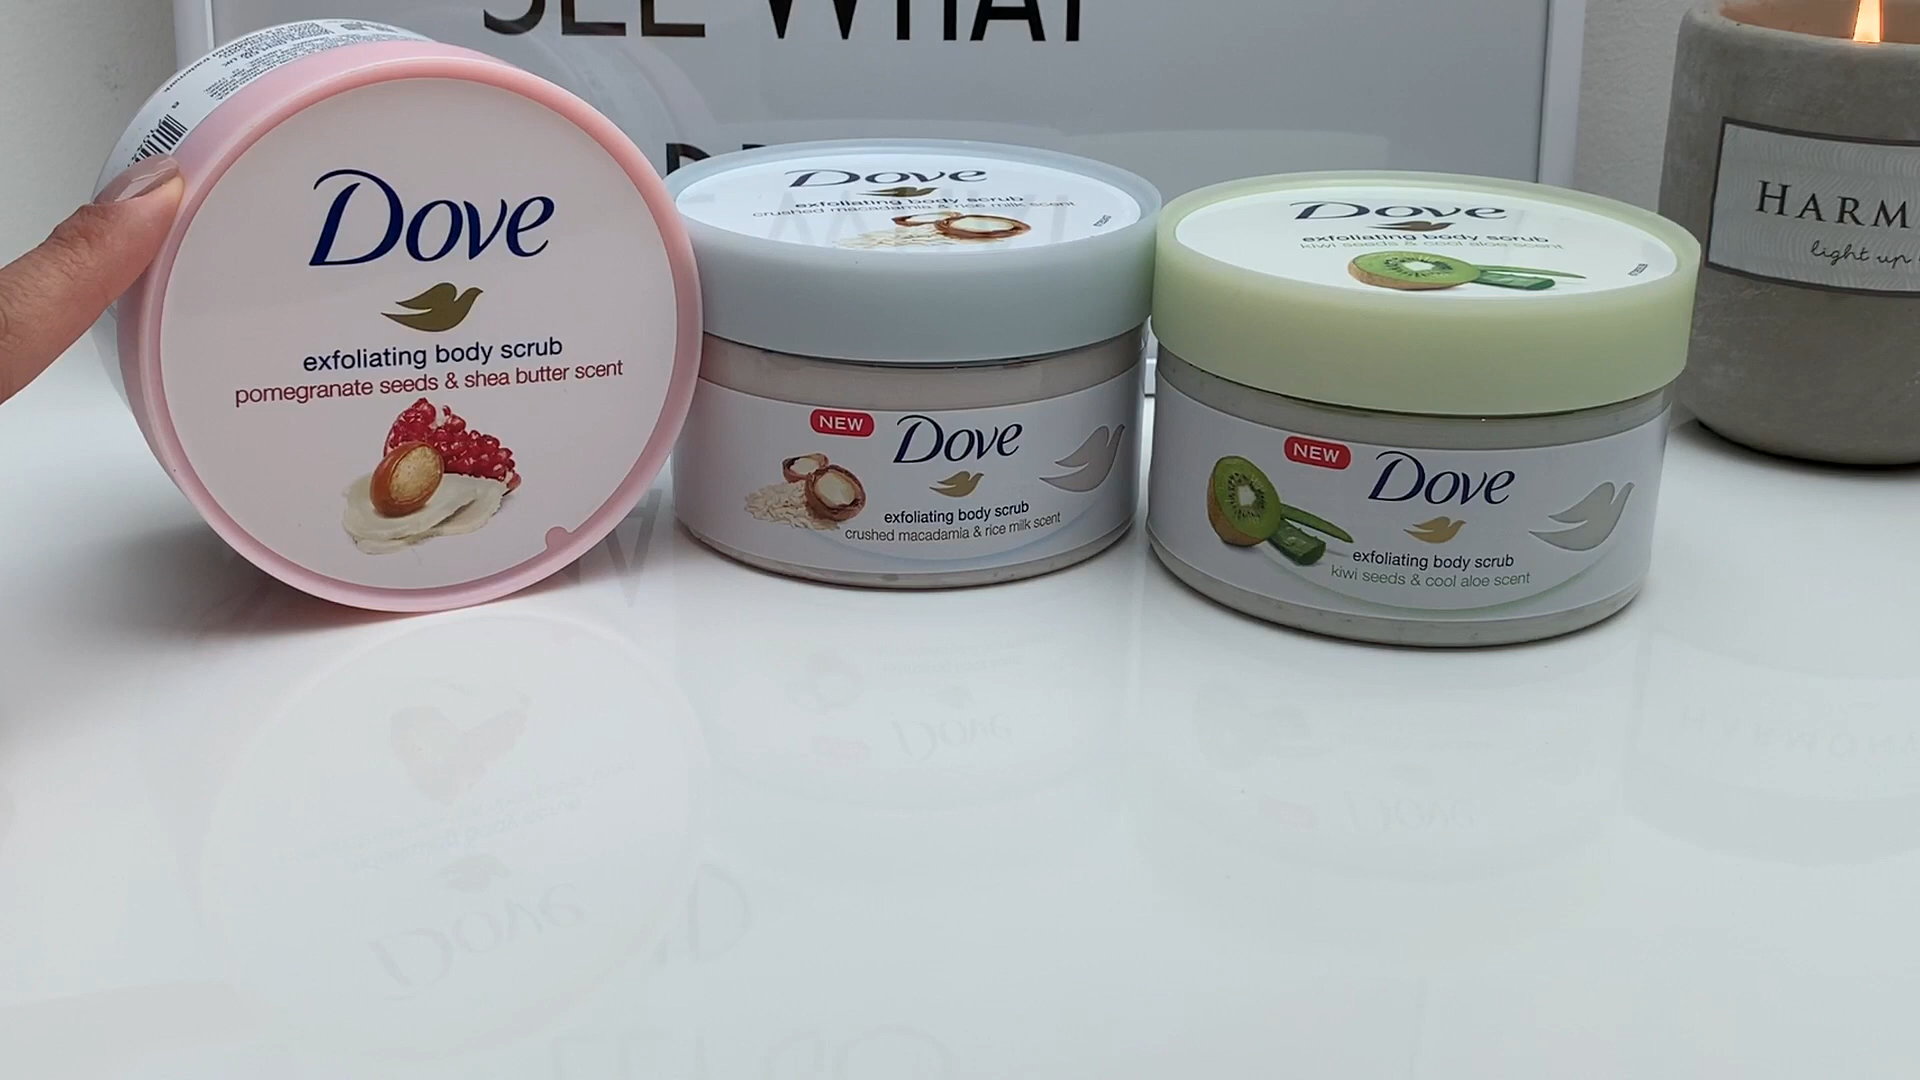 SEE WHAT
Dove
exfoliating body scrub
pomegranate seeds & shea butter scent
Dove
exfoliating body scrub
crushed macadamia & rice milk scent
NEW
Dove
exfoliating body scrub
crushed macadamia & rice milk scent
Dove
exfoliating body scrub
kiwi seeds & cool aloe scent
NEW
Dove
exfoliating body scrub
kiwi seeds & cool aloe scent
HARM
light up